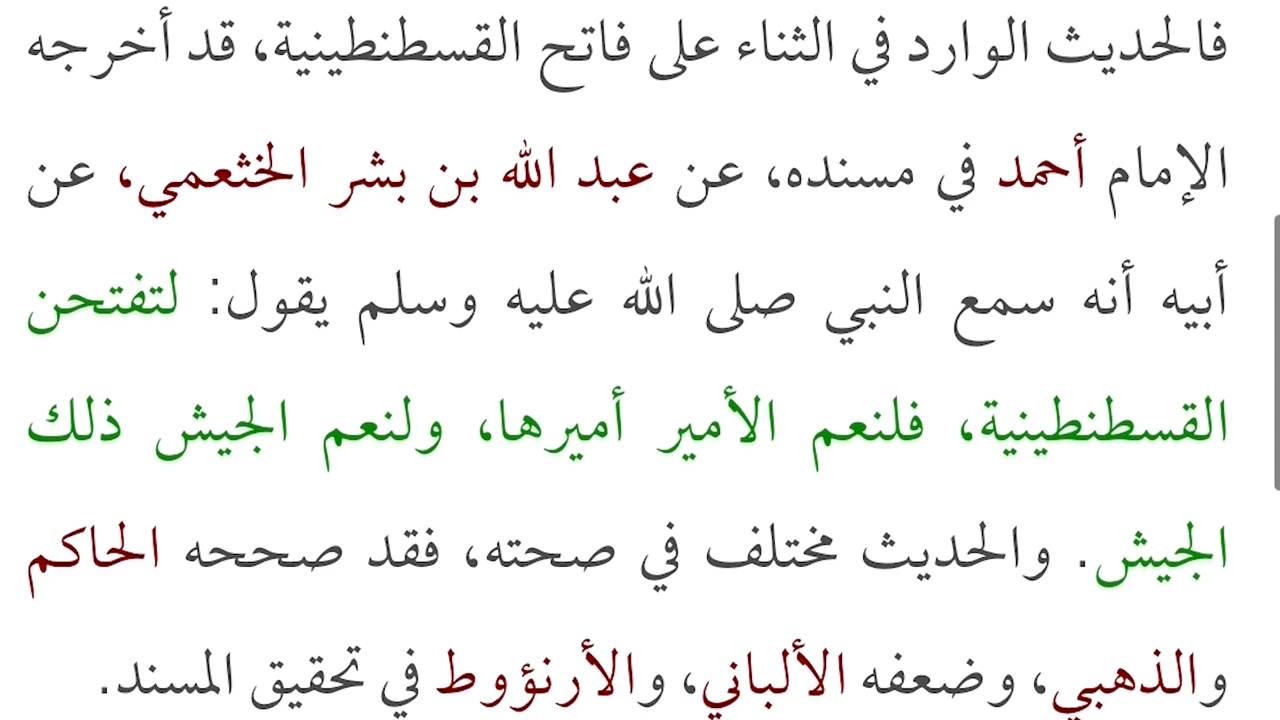 فالحديث الوارد في الثناء على فاتح القسطنطينية، قد أخرجه
الإمام أحمد في مسنده، عن عبد الله بن بشر الخثعمي، عن
أبيه أنه سمع النبي صلى الله عليه وسلم يقول: لتفتحن
القسطنطينية، فلنعم الأمير أميرها، ولنعم الجيش ذلك
الجيش. والحديث مختلف في صحته، فقد صححه الحاكم
والذهبي، وضعفه الألباني، والأرنؤوط في تحقيق المسند.